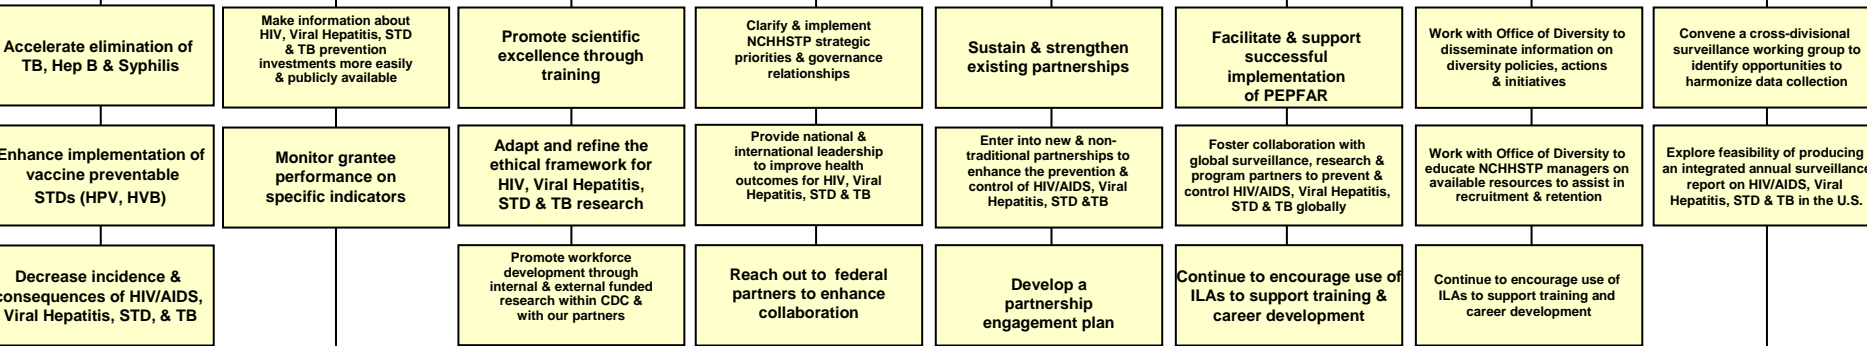 Accelerate elimination of
TB, Hep B & Syphilis
Make information about
HIV, Viral Hepatitis, STD
& TB prevention
investments more easily
& publicly available
Promote scientific
excellence through
training
Clarify & implement
NCHHSTP strategic
priorities & governance
relationships
Sustain & strengthen
existing partnerships
Facilitate & support
successful
implementation
of PEPFAR
Work with Office of Diversity to
disseminate information on
diversity policies, actions
& initiatives
Convene a cross-divisional
surveillance working group to
identify opportunities to
harmonize data collection
Enhance implementation of
vaccine preventable
STDs (HPV, HVB)
Monitor grantee
performance on
specific indicators
Adapt and refine the
ethical framework for
HIV, Viral Hepatitis,
STD & TB research
Provide national &
international leadership
to improve health
outcomes for HIV, Viral
Hepatitis, STD & TB
Enter into new & non-
traditional partnerships to
enhance the prevention &
control of HIV/AIDS, Viral
Hepatitis, STD &TB
Foster collaboration with
global surveillance, research &
program partners to prevent &
control HIV/AIDS, Viral Hepatitis,
STD & TB globally
Work with Office of Diversity to
educate NCHHSTP managers on
available resources to assist in
recruitment & retention
Explore feasibility of producing
an integrated annual surveillance
report on HIV/AIDS, Viral
Hepatitis, STD & TB in the U.S.
Decrease incidence &
consequences of HIV/AIDS,
Viral Hepatitis, STD, & TB
Promote workforce
development through
internal & external funded
research within CDC &
with our partners
Reach out to federal
partners to enhance
collaboration
Develop a
partnership
engagement plan
Continue to encourage use of
ILAs to support training &
career development
Continue to encourage use of
ILAs to support training and
career development